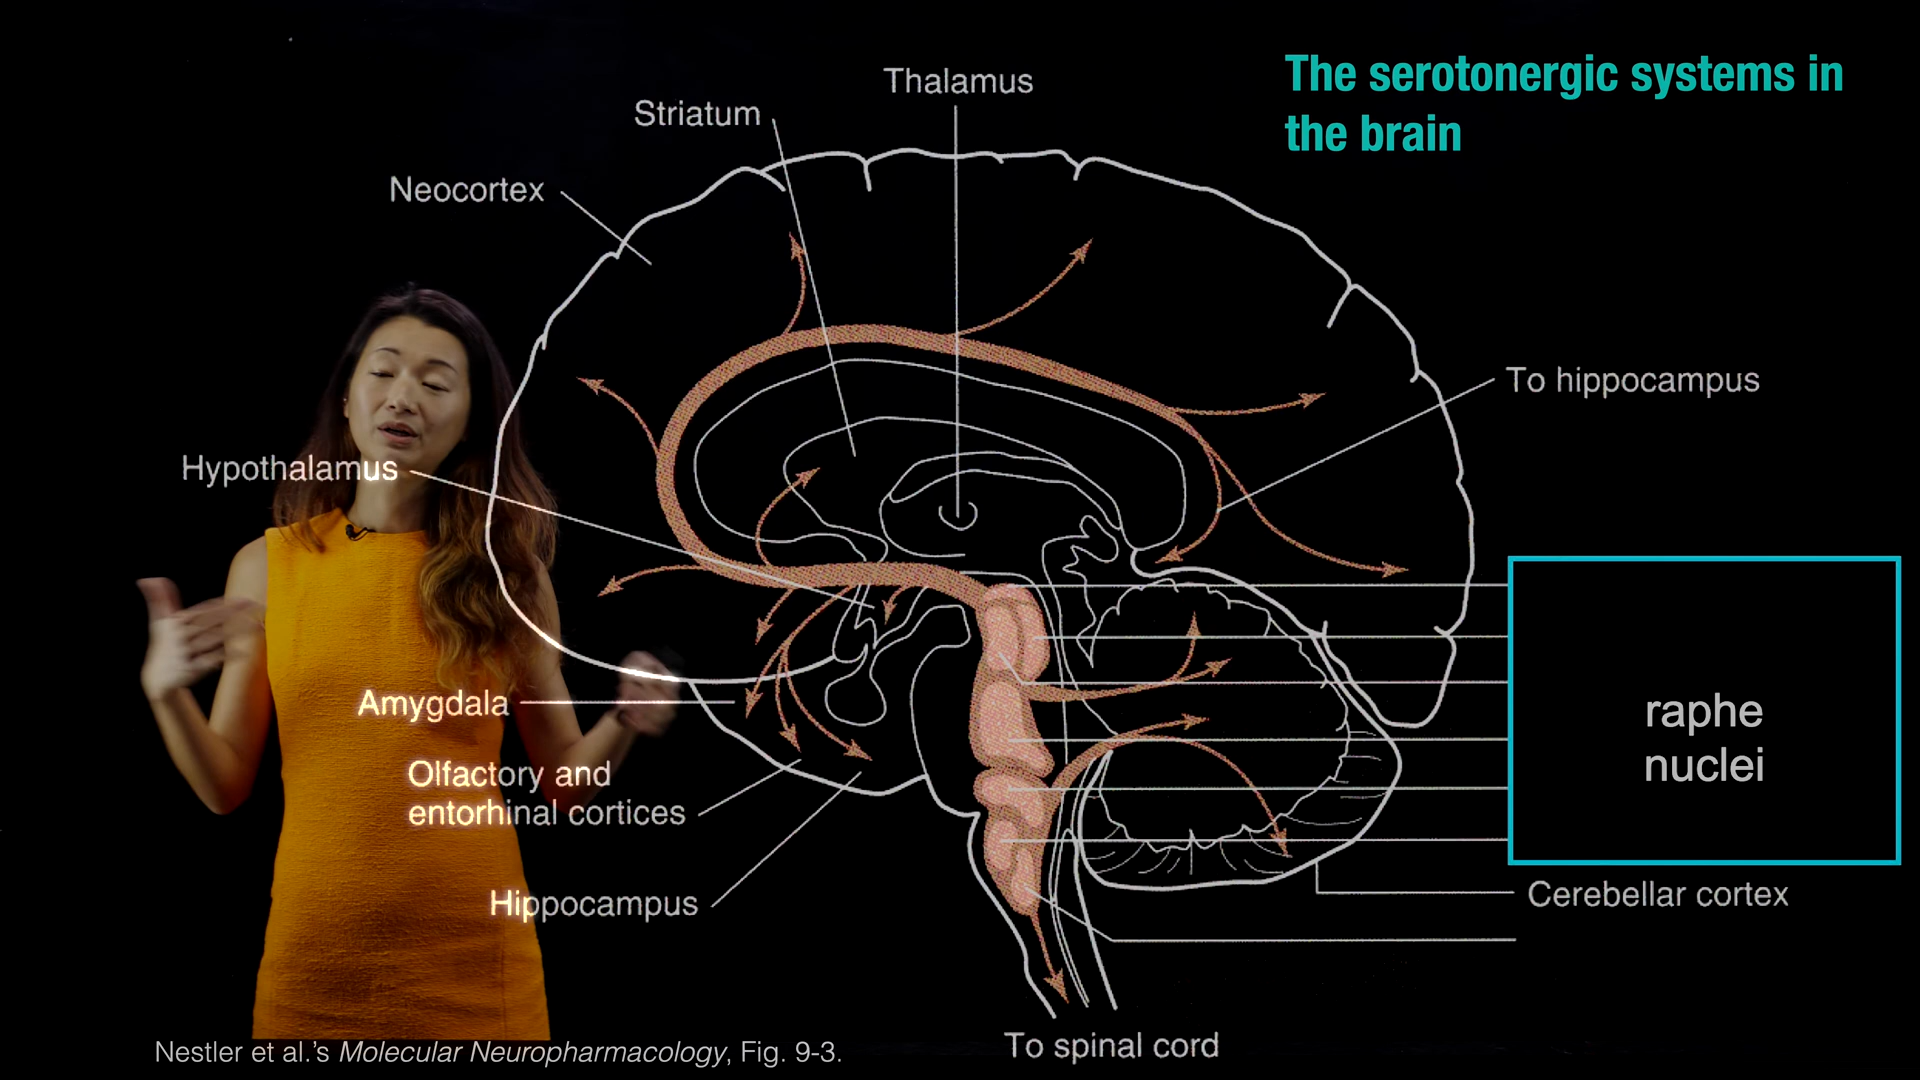 The serotonergic systems in
the brain
Thalamus
Striatum
Neocortex
To hippocampus
Hypothalamus
Amygdala
Olfactory and
entorhinal cortices
Hippocampus
raphe
nuclei
Cerebellar cortex
To spinal cord
Nestler et al.’s Molecular Neuropharmacology, Fig. 9-3.